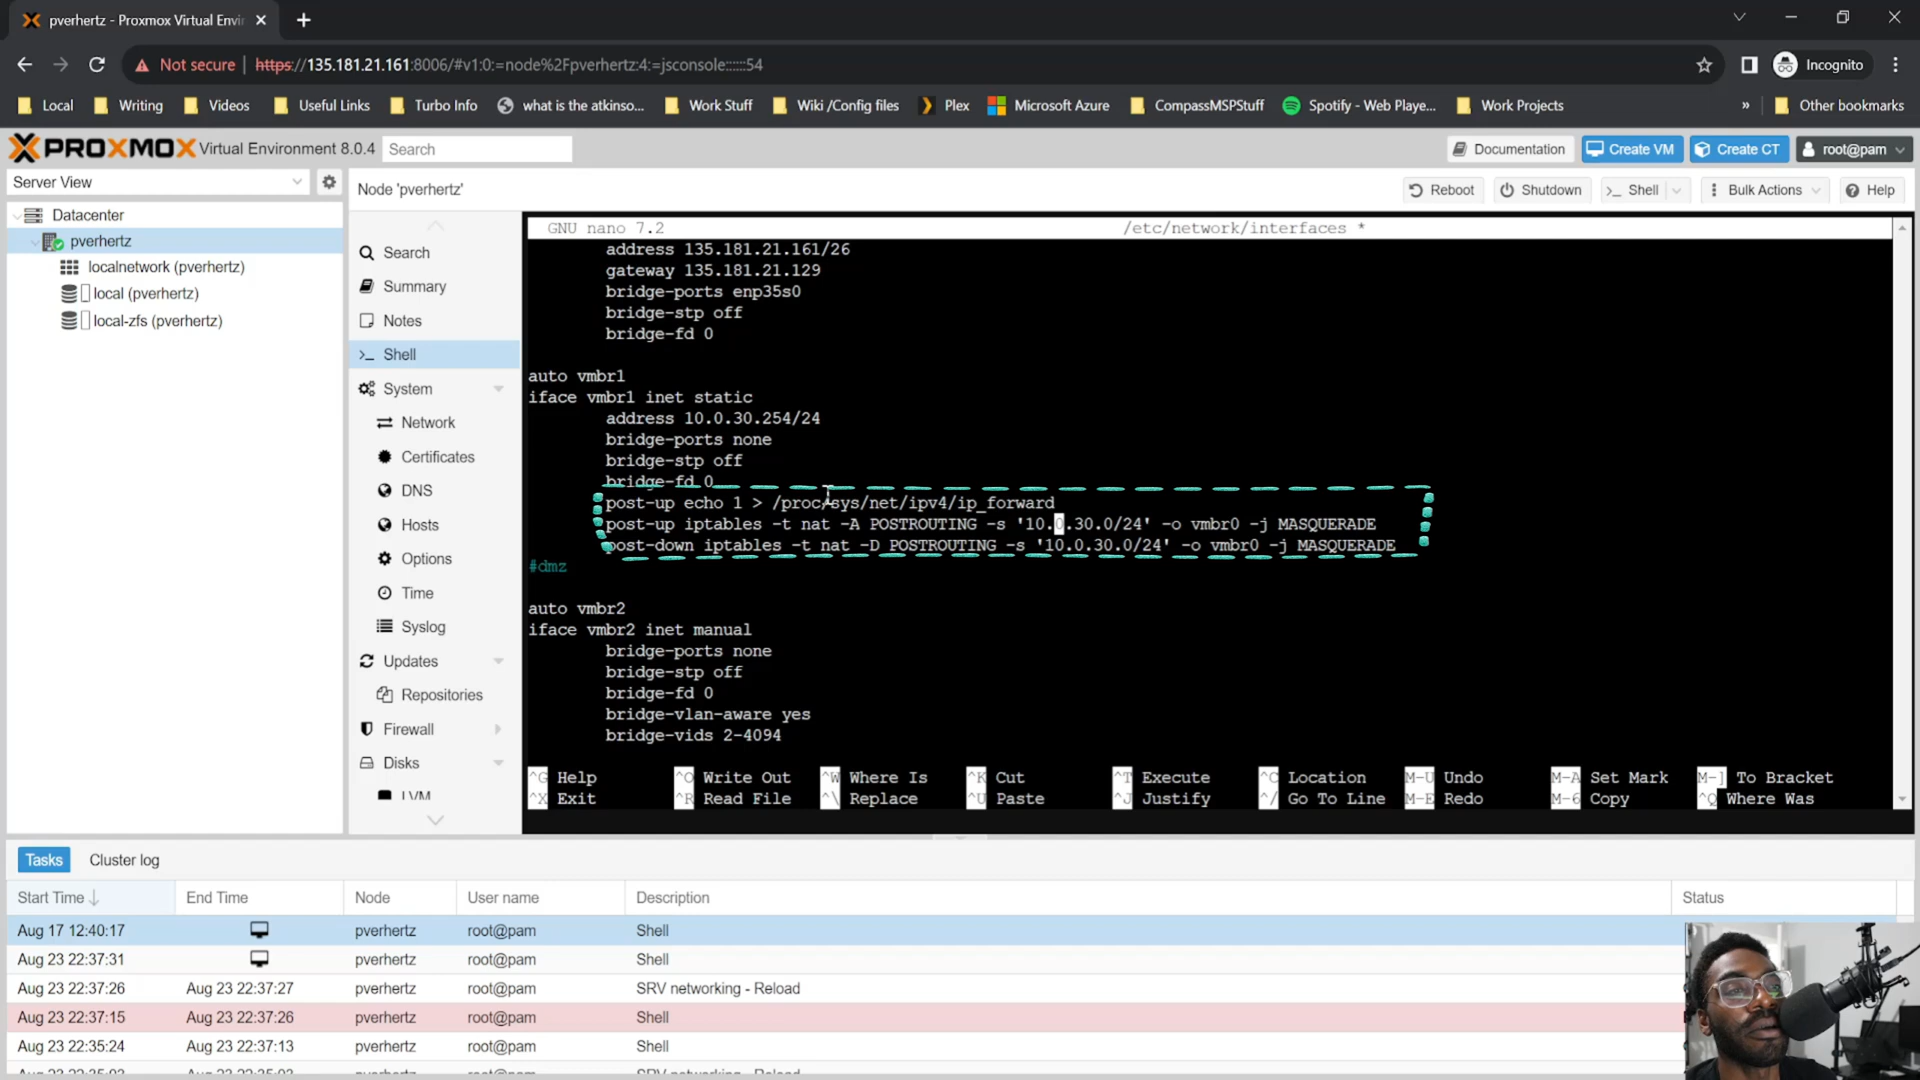 pverhertz - Proxmox Virtual Envir
Not secure https://135.181.21.161:8006/#v1:0:=node%2Fpverhertz:4:=jsconsole::::::54
Incognito
Local
Writing
Videos
Useful Links
Turbo Info
what is the atkinso...
Work Stuff
Wiki /Config files
Plex
Microsoft Azure
CompassMSPStuff
Spotify - Web Playe...
Work Projects
»
Other bookmarks
PROXMOX Virtual Environment 8.0.4
Search
Documentation
Create VM
Create CT
root@pam
Server View
Node 'pverhertz'
Reboot
Shutdown
Shell
Bulk Actions
Help
Datacenter
pverhertz
localnetwork (pverhertz)
local (pverhertz)
local-zfs (pverhertz)
Search
Summary
Notes
Shell
System
Network
Certificates
DNS
Hosts
Options
Time
Syslog
Updates
Repositories
Firewall
Disks
LVM
GNU nano 7.2 /etc/network/interfaces *
address 135.181.21.161/26
gateway 135.181.21.129
bridge-ports enp35s0
bridge-stp off
bridge-fd 0
auto vmbr1
iface vmbr1 inet static
address 10.0.30.254/24
bridge-ports none
bridge-stp off
bridge-fd 0
post-up echo 1 > /proc/sys/net/ipv4/ip_forward
post-up iptables -t nat -A POSTROUTING -s '10.0.30.0/24' -o vmbr0 -j MASQUERADE
post-down iptables -t nat -D POSTROUTING -s '10.0.30.0/24' -o vmbr0 -j MASQUERADE
#dmz
auto vmbr2
iface vmbr2 inet manual
bridge-ports none
bridge-stp off
bridge-fd 0
bridge-vlan-aware yes
bridge-vids 2-4094
^G Help ^O Write Out ^W Where Is ^K Cut ^T Execute ^C Location M-U Undo M-A Set Mark M-] To Bracket
^X Exit ^R Read File ^\ Replace ^U Paste ^J Justify ^/ Go To Line M-E Redo M-6 Copy ^Q Where Was
Tasks
Cluster log
Start Time End Time Node User name Description Status
Aug 17 12:40:17 pverhertz root@pam Shell
Aug 23 22:37:31 pverhertz root@pam Shell
Aug 23 22:37:26 Aug 23 22:37:27 pverhertz root@pam SRV networking - Reload
Aug 23 22:37:15 Aug 23 22:37:26 pverhertz root@pam Shell
Aug 23 22:35:24 Aug 23 22:37:13 pverhertz root@pam Shell